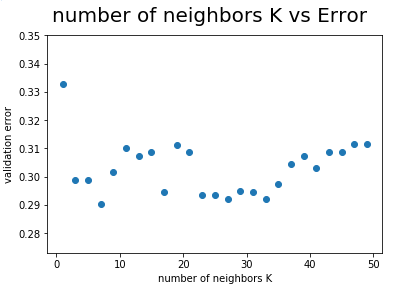 number of neighbors K vs Error
0.35
0.34
0.33
0.32
0.31
0.30
0.29
0.28
validation error
0 10 20 30 40 50
number of neighbors K